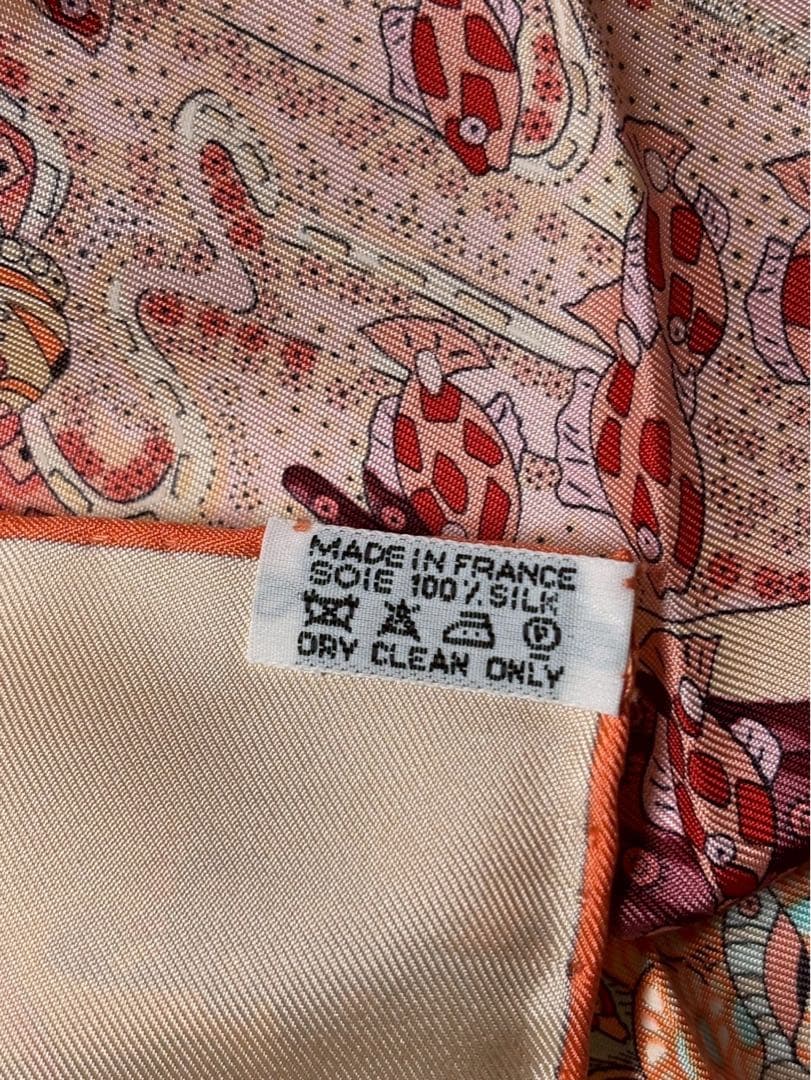 MADE IN FRANCE
SOIE 100% SILK
P
DRY CLEAN ONLY